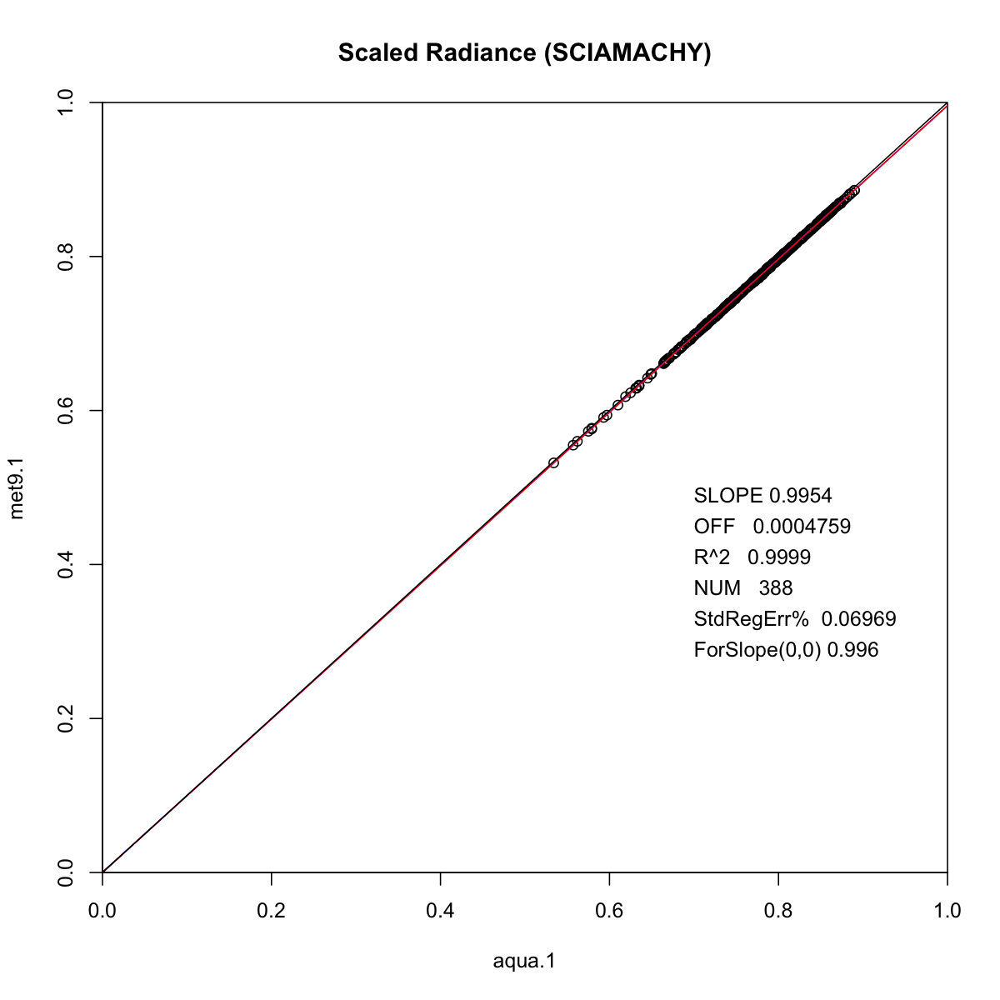 Scaled Radiance (SCIAMACHY)
1.0
0.8
0.6
0.4
0.2
0.0
met9.1
SLOPE 0.9954
OFF 0.0004759
R^2 0.9999
NUM 388
StdRegErr% 0.06969
ForSlope(0,0) 0.996
0.0 0.2 0.4 0.6 0.8 1.0
aqua.1